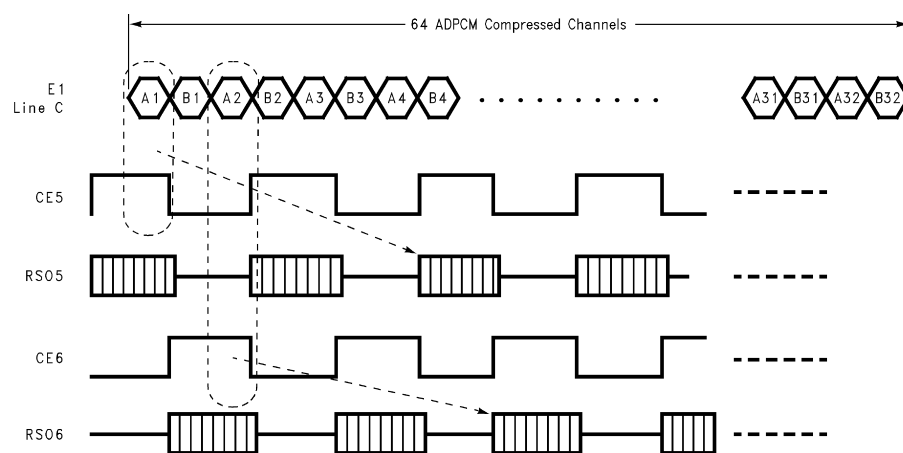 64 ADPCM Compressed Channels
E1
Line C
A1 B1 A2 B2 A3 B3 A4 B4 A31 B31 A32 B32
CE5
RSO5
CE6
RSO6